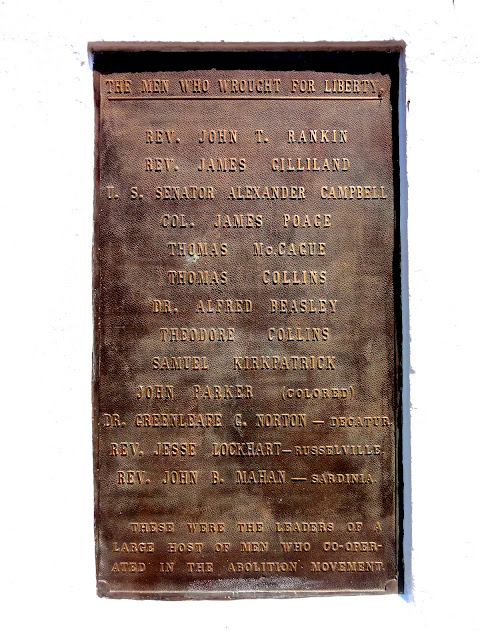 THE MEN WHO WROUGHT FOR LIBERTY.
REV. JOHN T. RANKIN
REV. JAMES GILLILAND
U. S. SENATOR ALEXANDER CAMPBELL
COL. JAMES POAGE
THOMAS McCAGUE
THOMAS COLLINS
DR. ALFRED BEASLEY
THEODORE COLLINS
SAMUEL KIRKPATRICK
JOHN PARKER (COLORED)
DR. GREENLEAFE G. NORTON — DECATUR.
REV. JESSE LOCKHART — RUSSELVILLE.
REV. JOHN B. MAHAN — SARDINIA.
THESE WERE THE LEADERS OF A
LARGE HOST OF MEN WHO CO-OPER-
ATED IN THE ABOLITION MOVEMENT.